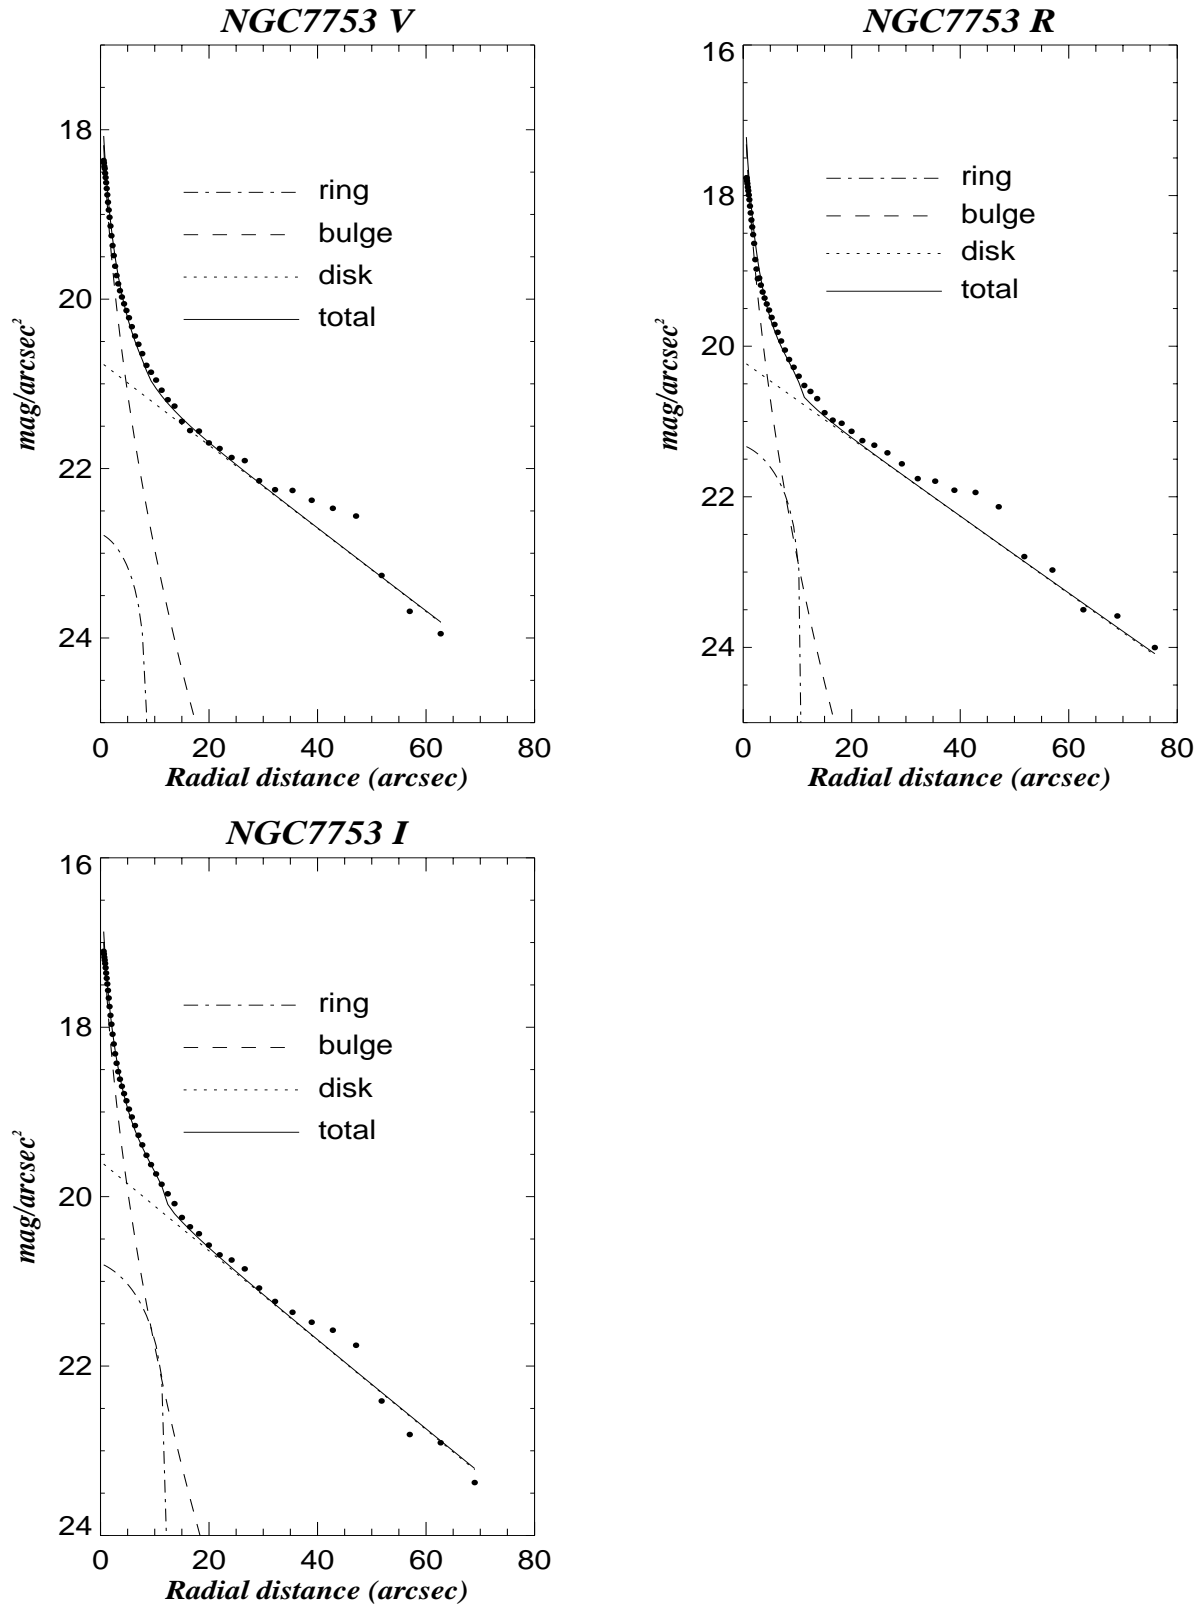 NGC7753 V
18
20
22
24
mag/arcsec²
ring
bulge
disk
total
0 20 40 60 80
Radial distance (arcsec)
NGC7753 R
16
18
20
22
24
mag/arcsec²
ring
bulge
disk
total
0 20 40 60 80
Radial distance (arcsec)
NGC7753 I
16
18
20
22
24
mag/arcsec²
ring
bulge
disk
total
0 20 40 60 80
Radial distance (arcsec)